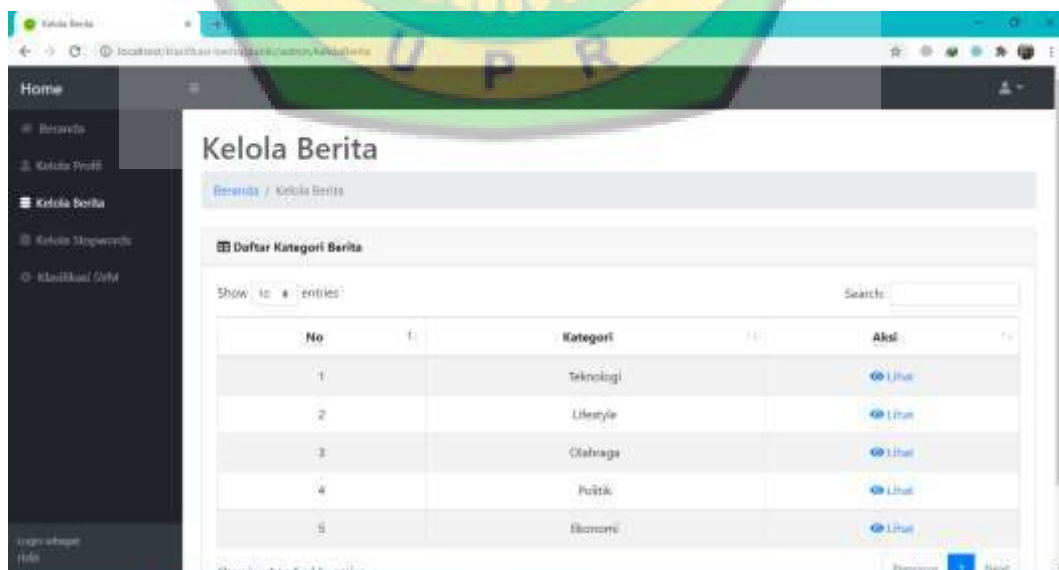 Kelola Berita
U P R
Home
Beranda
Kelola Profil
Kelola Berita
Kelola Stopwords
Klasifikasi SVM
Login sebagai
Kelola Berita
Beranda / Kelola Berita
Daftar Kategori Berita
Show 10 entries
Search:
No Kategori Aksi
1 Teknologi Lihat
2 Lifestyle Lihat
3 Olahraga Lihat
4 Politik Lihat
5 Ekonomi Lihat
Previous 1 Next